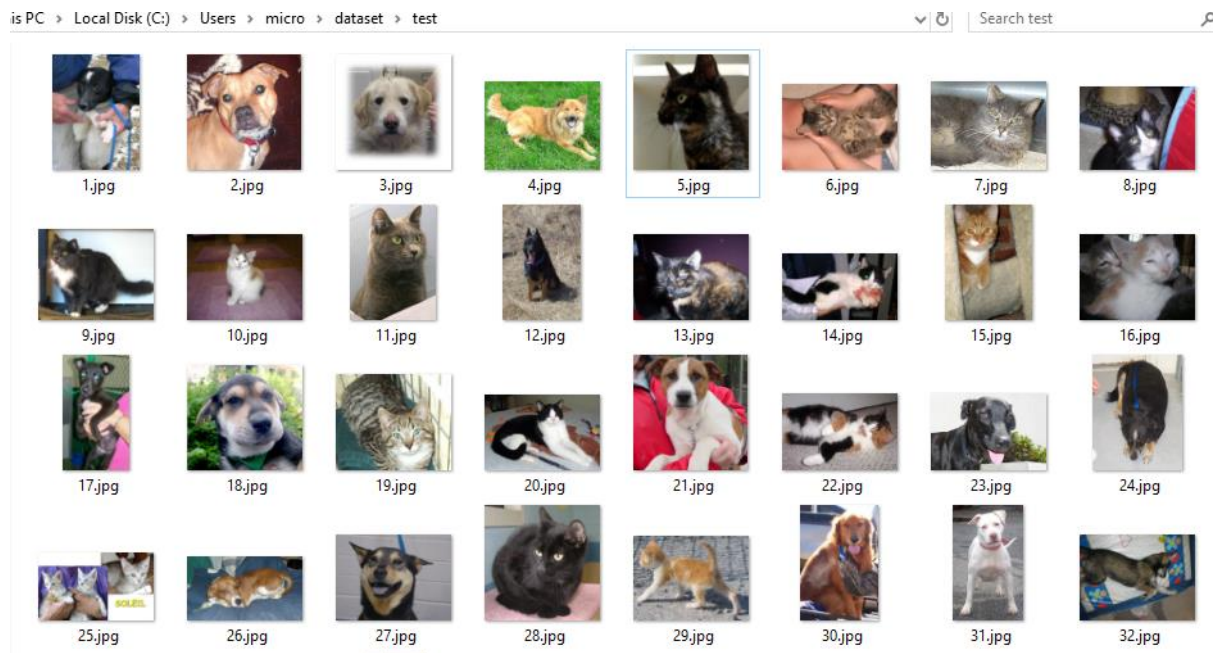 is PC > Local Disk (C:) > Users > micro > dataset > test
Search test
1.jpg 2.jpg 3.jpg 4.jpg 5.jpg 6.jpg 7.jpg 8.jpg
9.jpg 10.jpg 11.jpg 12.jpg 13.jpg 14.jpg 15.jpg 16.jpg
17.jpg 18.jpg 19.jpg 20.jpg 21.jpg 22.jpg 23.jpg 24.jpg
SOLEIL
25.jpg 26.jpg 27.jpg 28.jpg 29.jpg 30.jpg 31.jpg 32.jpg